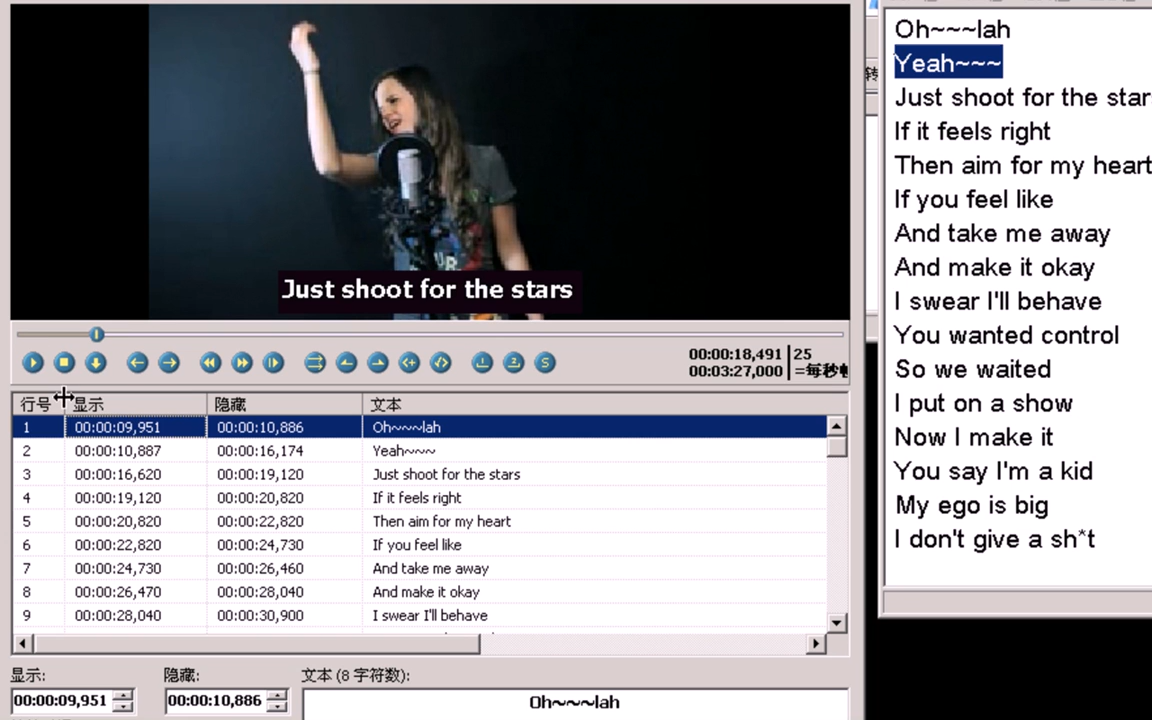 Just shoot for the stars
00:00:18,491 25
00:03:27,000 =每秒
行号 显示 隐藏 文本
1 00:00:09,951 00:00:10,886 Oh~~~lah
2 00:00:10,887 00:00:16,174 Yeah~~~
3 00:00:16,620 00:00:19,120 Just shoot for the stars
4 00:00:19,120 00:00:20,820 If it feels right
5 00:00:20,820 00:00:22,820 Then aim for my heart
6 00:00:22,820 00:00:24,730 If you feel like
7 00:00:24,730 00:00:26,460 And take me away
8 00:00:26,470 00:00:28,040 And make it okay
9 00:00:28,040 00:00:30,900 I swear I'll behave
显示: 隐藏: 文本 (8 字符数):
00:00:09,951 00:00:10,886 Oh~~~lah
转
Oh~~~lah
Yeah~~~
Just shoot for the star
If it feels right
Then aim for my heart
If you feel like
And take me away
And make it okay
I swear I'll behave
You wanted control
So we waited
I put on a show
Now I make it
You say I'm a kid
My ego is big
I don't give a sh*t